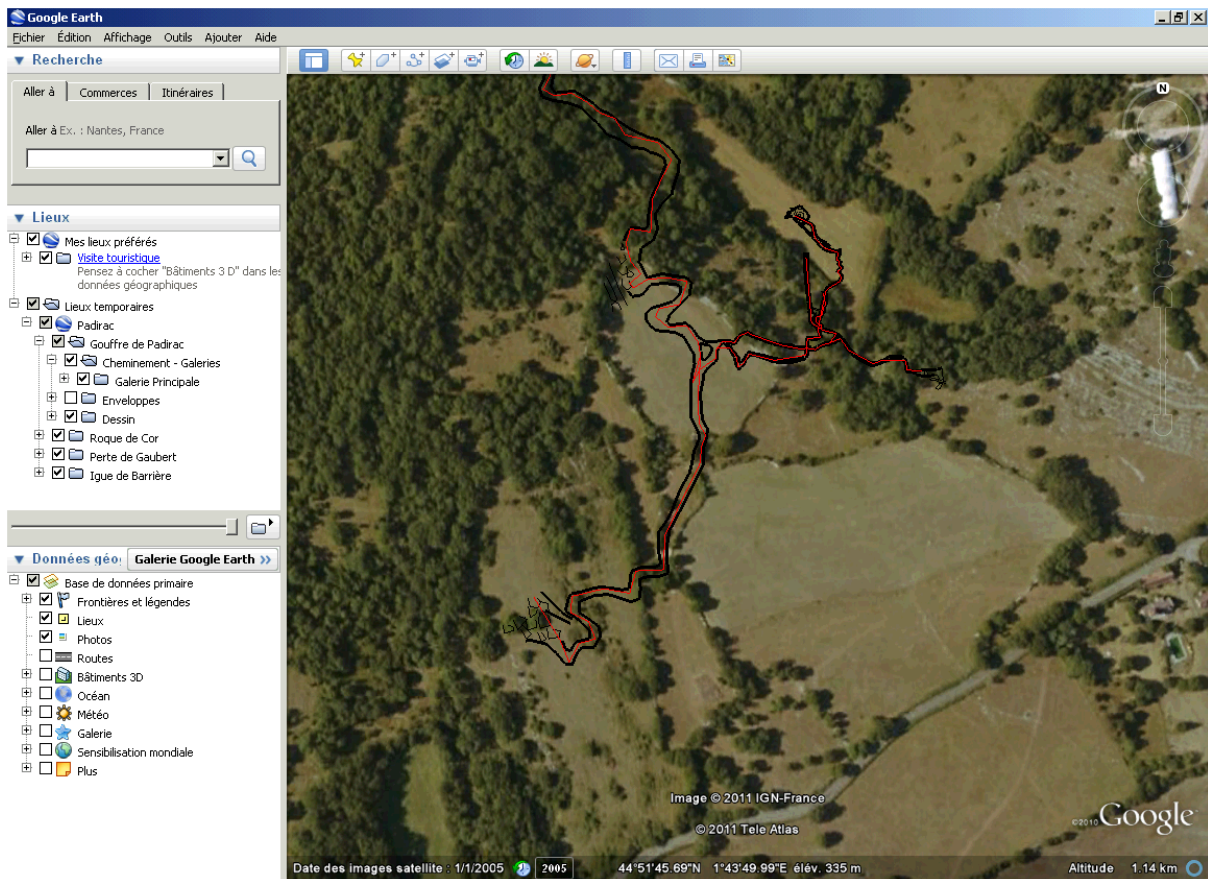 Google Earth
Fichier Édition Affichage Outils Ajouter Aide
Recherche
Aller à Commerces Itinéraires
Aller à Ex. : Nantes, France
Lieux
Mes lieux préférés
Visite touristique
Pensez à cocher "Bâtiments 3 D" dans les
données géographiques
Lieux temporaires
Padirac
Gouffre de Padirac
Cheminement - Galeries
Galerie Principale
Enveloppes
Dessin
Roque de Cor
Perte de Gaubert
Igue de Barrière
Données géo Galerie Google Earth »
Base de données primaire
Frontières et légendes
Lieux
Photos
Routes
Bâtiments 3D
Océan
Météo
Galerie
Sensibilisation mondiale
Plus
N
Image © 2011 IGN-France
© 2011 Tele Atlas
©2010 Google
Date des images satellite : 1/1/2005 2005 44°51'45.69"N 1°43'49.99"E élév. 335 m Altitude 1.14 km